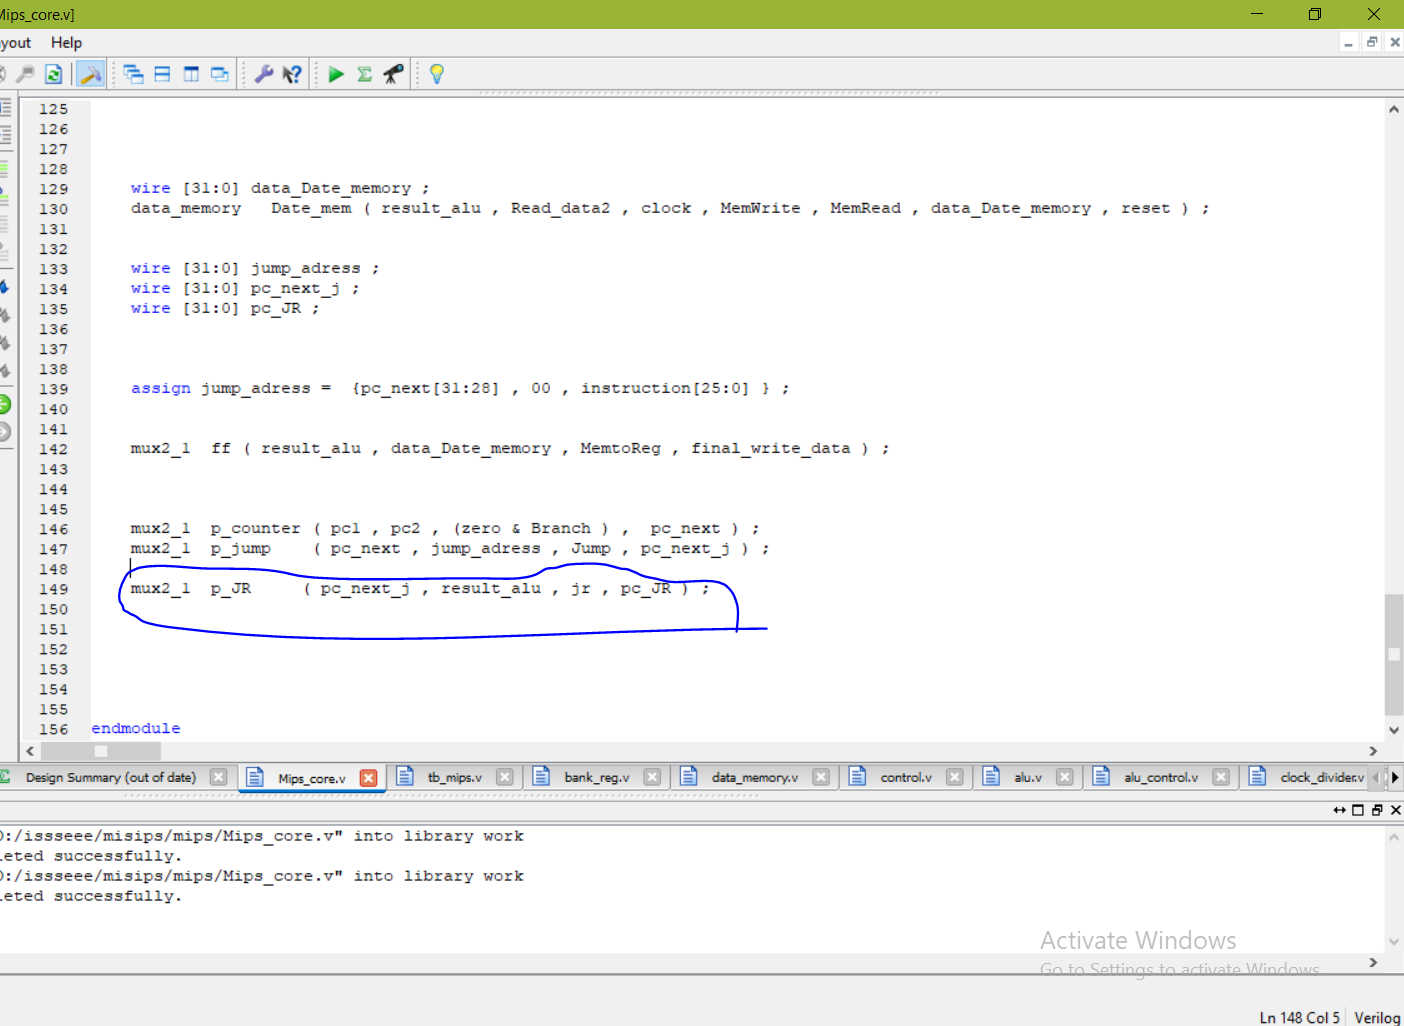 Mips_core.v]
yout Help
125
126
127
128
129 wire [31:0] data_Date_memory ;
130 data_memory Date_mem ( result_alu , Read_data2 , clock , MemWrite , MemRead , data_Date_memory , reset ) ;
131
132
133 wire [31:0] jump_adress ;
134 wire [31:0] pc_next_j ;
135 wire [31:0] pc_JR ;
136
137
138
139 assign jump_adress = {pc_next[31:28] , 00 , instruction[25:0] } ;
140
141
142 mux2_1 ff ( result_alu , data_Date_memory , MemtoReg , final_write_data ) ;
143
144
145
146 mux2_1 p_counter ( pc1 , pc2 , (zero & Branch ) , pc_next ) ;
147 mux2_1 p_jump ( pc_next , jump_adress , Jump , pc_next_j ) ;
148
149 mux2_1 p_JR ( pc_next_j , result_alu , jr , pc_JR ) ;
150
151
152
153
154
155
156 endmodule
Design Summary (out of date) Mips_core.v tb_mips.v bank_reg.v data_memory.v control.v alu.v alu_control.v clock_divider.v
D:/issseee/misips/mips/Mips_core.v" into library work
leted successfully.
D:/issseee/misips/mips/Mips_core.v" into library work
leted successfully.
Activate Windows
Go to Settings to activate Windows
Ln 148 Col 5 Verilog